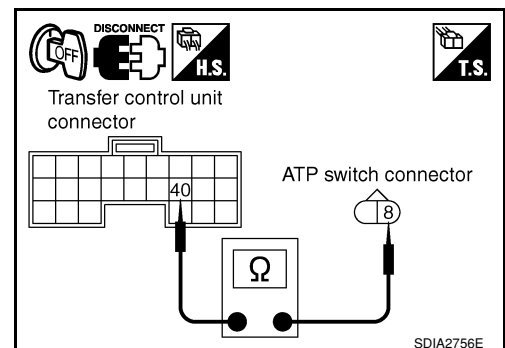 DISCONNECT
OFF
H.S.
T.S.
Transfer control unit
connector
40
ATP switch connector
8
Ω
SDIA2756E